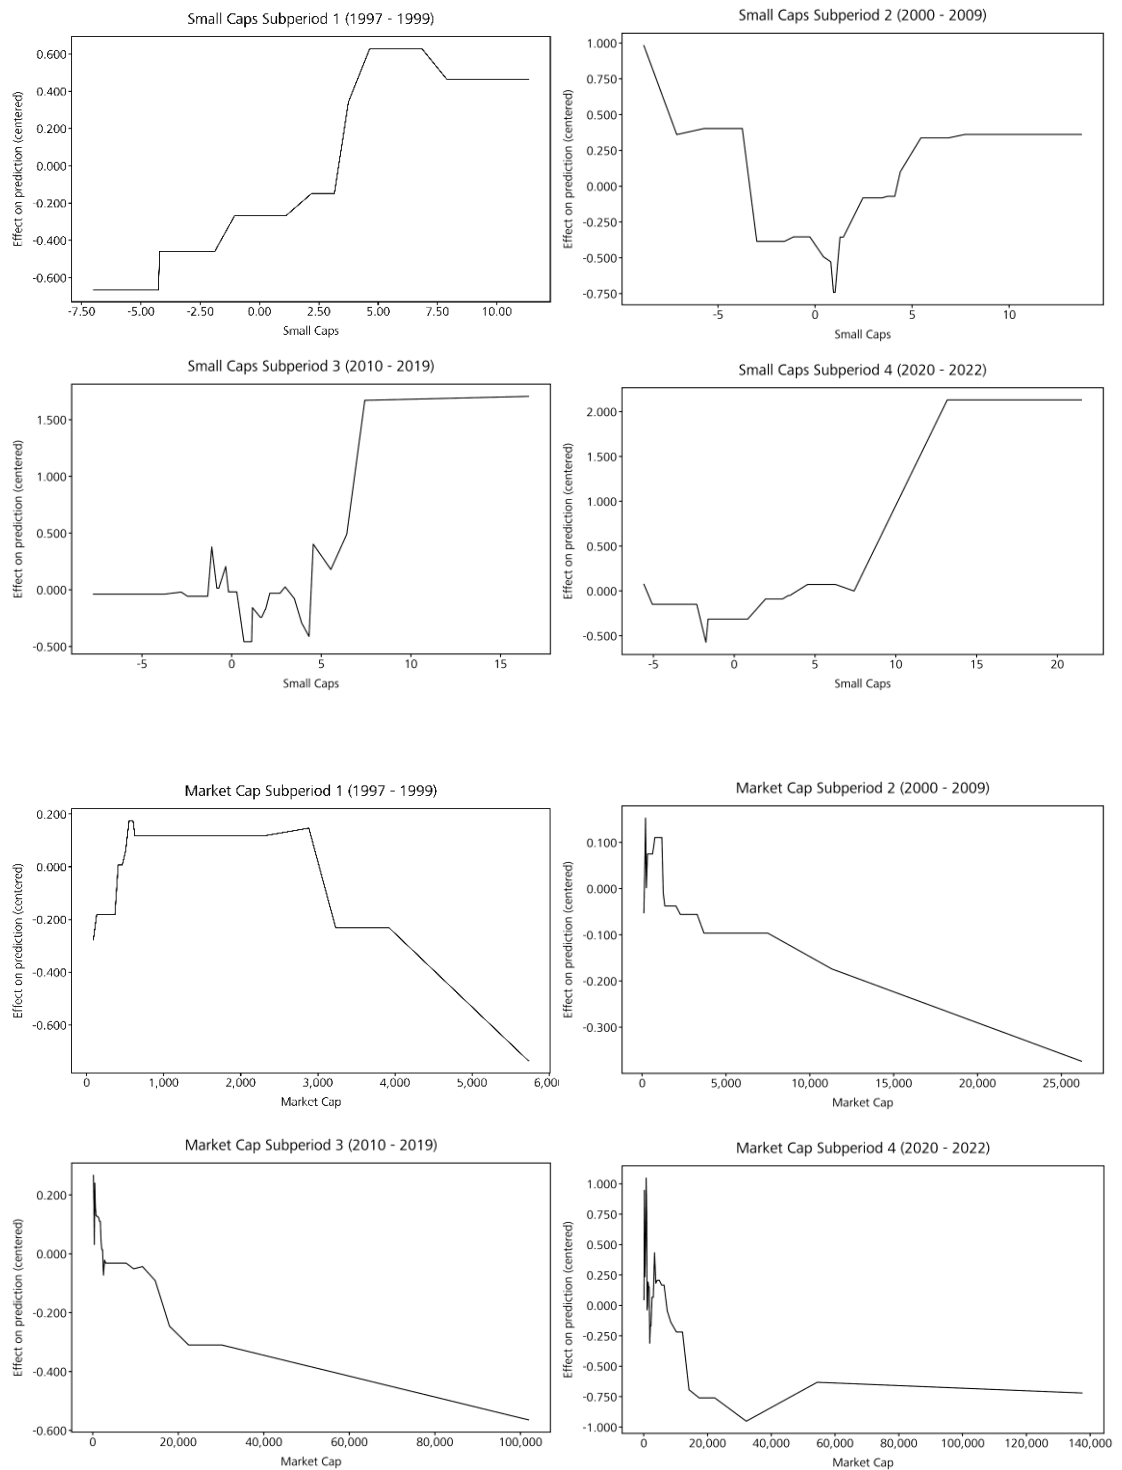 Small Caps Subperiod 1 (1997 - 1999)
Effect on prediction (centered)
0.600
0.400
0.200
0.000
-0.200
-0.400
-0.600
-7.50 -5.00 -2.50 0.00 2.50 5.00 7.50 10.00
Small Caps
Small Caps Subperiod 2 (2000 - 2009)
Effect on prediction (centered)
1.000
0.750
0.500
0.250
0.000
-0.250
-0.500
-0.750
-5 0 5 10
Small Caps
Small Caps Subperiod 3 (2010 - 2019)
Effect on prediction (centered)
1.500
1.000
0.500
0.000
-0.500
-5 0 5 10 15
Small Caps
Small Caps Subperiod 4 (2020 - 2022)
Effect on prediction (centered)
2.000
1.500
1.000
0.500
0.000
-0.500
-5 0 5 10 15 20
Small Caps
Market Cap Subperiod 1 (1997 - 1999)
Effect on prediction (centered)
0.200
0.000
-0.200
-0.400
-0.600
0 1,000 2,000 3,000 4,000 5,000 6,00
Market Cap
Market Cap Subperiod 2 (2000 - 2009)
Effect on prediction (centered)
0.100
0.000
-0.100
-0.200
-0.300
0 5,000 10,000 15,000 20,000 25,000
Market Cap
Market Cap Subperiod 3 (2010 - 2019)
Effect on prediction (centered)
0.200
0.000
-0.200
-0.400
-0.600
0 20,000 40,000 60,000 80,000 100,000
Market Cap
Market Cap Subperiod 4 (2020 - 2022)
Effect on prediction (centered)
1.000
0.750
0.500
0.250
0.000
-0.250
-0.500
-0.750
-1.000
0 20,000 40,000 60,000 80,000 100,000 120,000 140,000
Market Cap